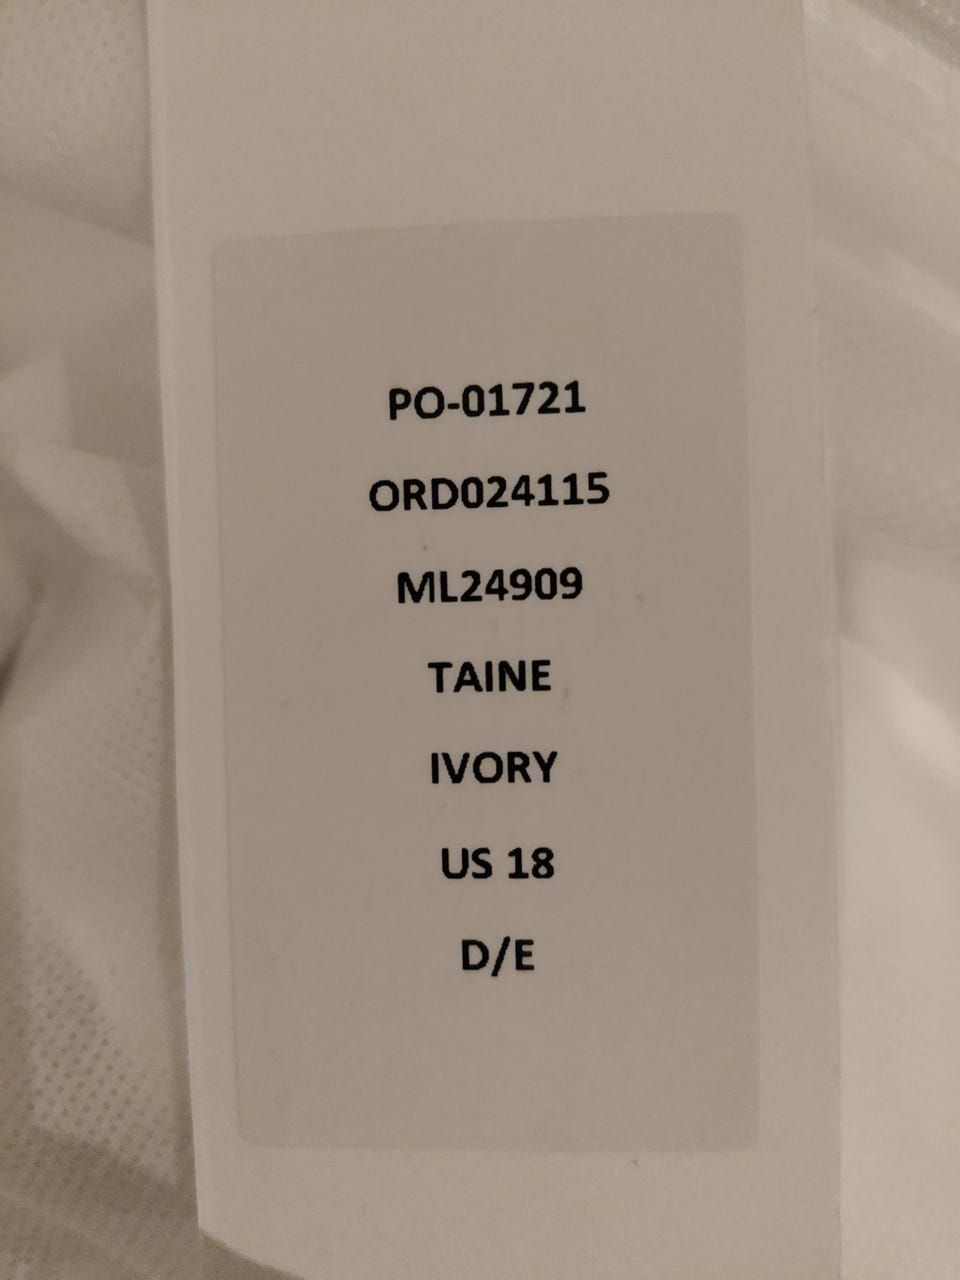 PO-01721
ORD024115
ML24909
TAINE
IVORY
US 18
D/E